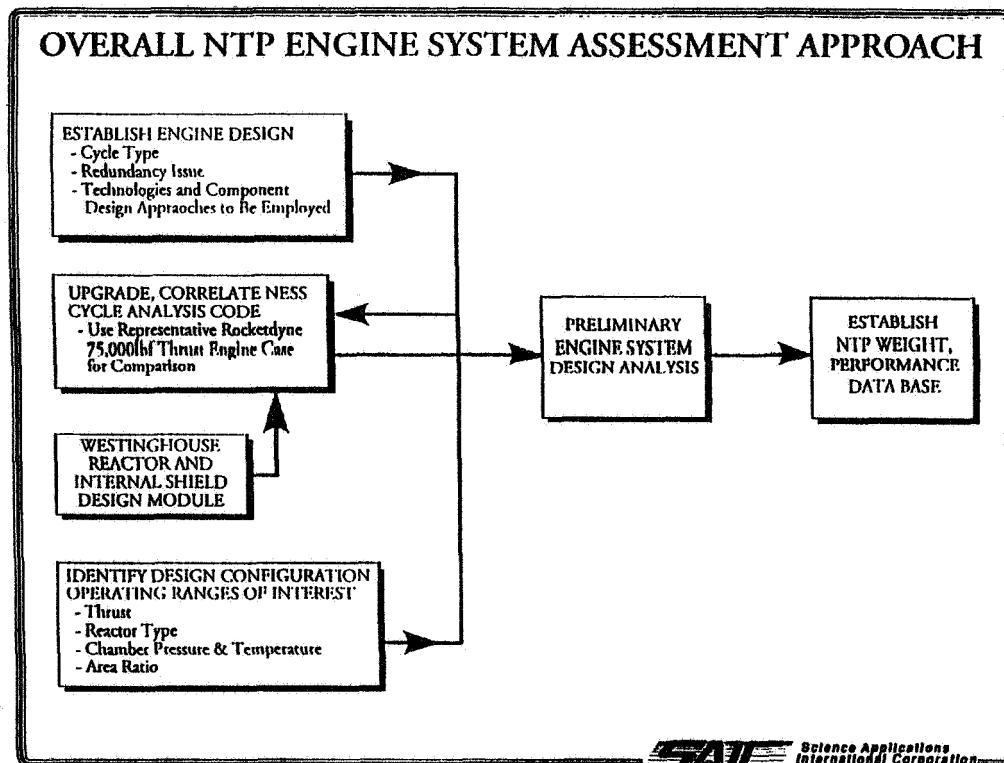 OVERALL NTP ENGINE SYSTEM ASSESSMENT APPROACH
ESTABLISH ENGINE DESIGN
- Cycle Type
- Redundancy Issue
- Technologies and Component
Design Appraoches to Be Employed
UPGRADE, CORRELATE NESS
CYCLE ANALYSIS CODE
- Use Representative Rocketdyne
75,000lbf Thrust Engine Case
for Comparison
WESTINGHOUSE
REACTOR AND
INTERNAL SHIELD
DESIGN MODULE
IDENTIFY DESIGN CONFIGURATION
OPERATING RANGES OF INTEREST
- Thrust
- Reactor Type
- Chamber Pressure & Temperature
- Area Ratio
PRELIMINARY
ENGINE SYSTEM
DESIGN ANALYSIS
ESTABLISH
NTP WEIGHT,
PERFORMANCE
DATA BASE
Science Applications
International Corporation